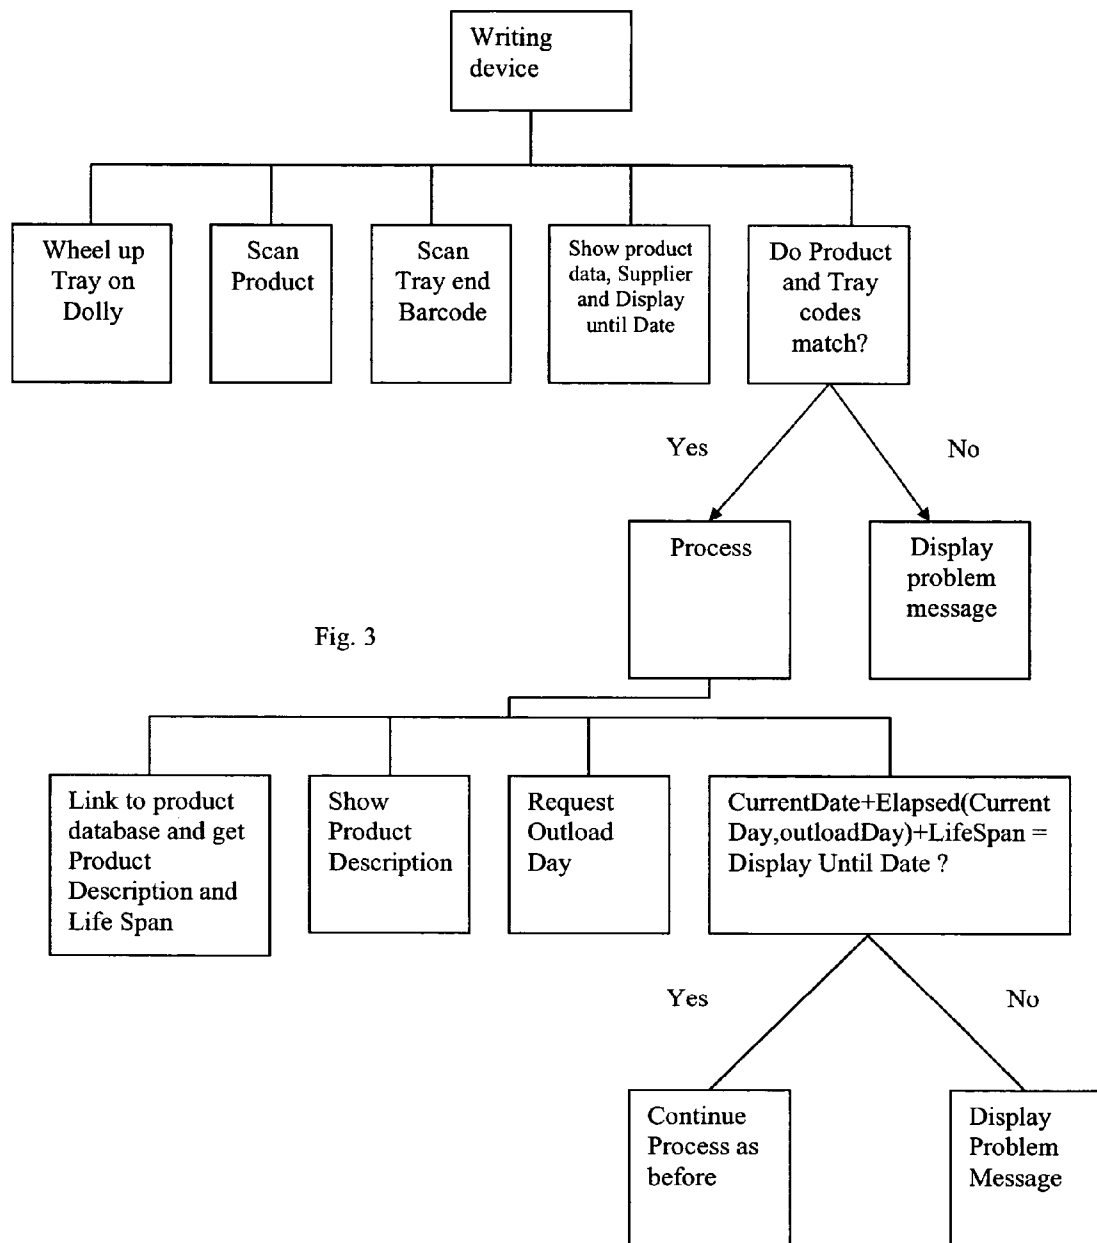 Writing
device
Wheel up
Tray on
Dolly
Scan
Product
Scan
Tray end
Barcode
Show product
data, Supplier
and Display
until Date
Do Product
and Tray
codes
match?
Yes
No
Process
Display
problem
message
Fig. 3
Link to product
database and get
Product
Description and
Life Span
Show
Product
Description
Request
Outload
Day
CurrentDate+Elapsed(Current
Day,outloadDay)+LifeSpan =
Display Until Date ?
Yes
No
Continue
Process as
before
Display
Problem
Message